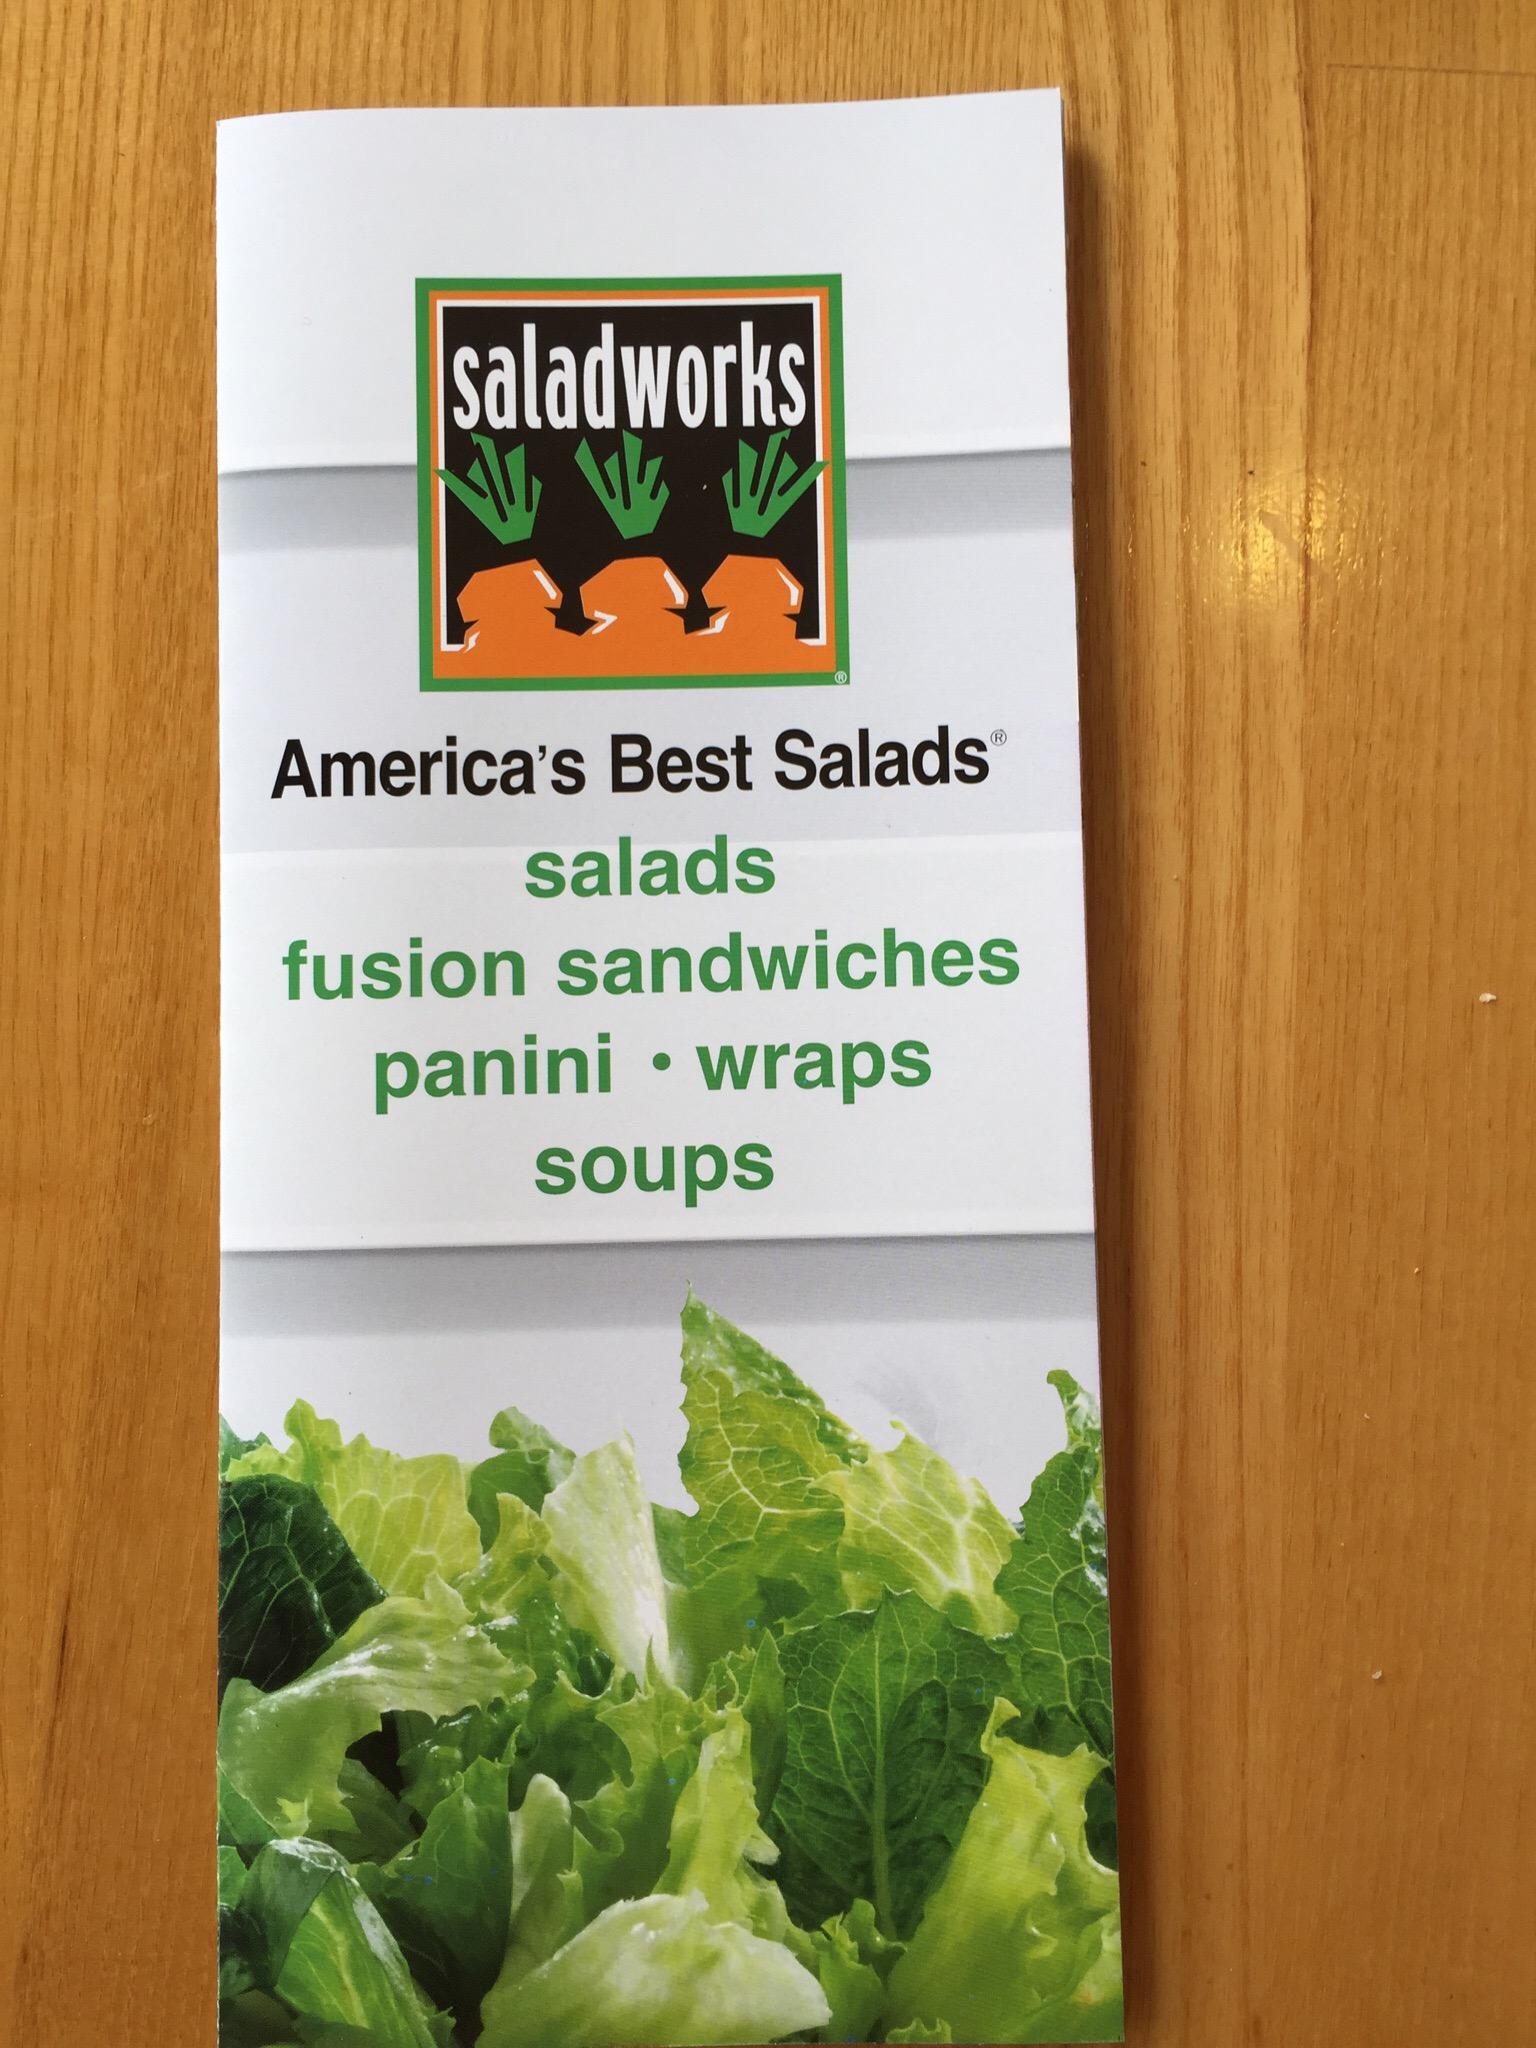 saladworks
®
America's Best Salads®
salads
fusion sandwiches
panini • wraps
soups